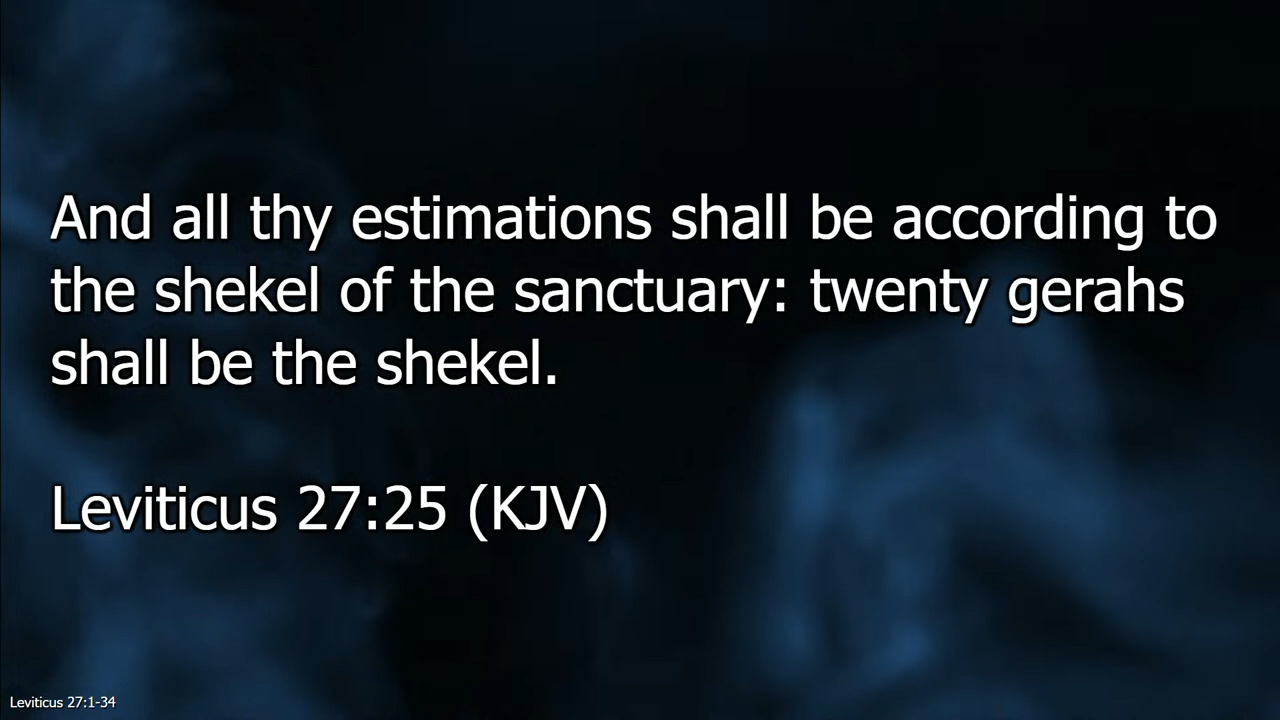 And all thy estimations shall be according to
the shekel of the sanctuary: twenty gerahs
shall be the shekel.
Leviticus 27:25 (KJV)
Leviticus 27:1-34